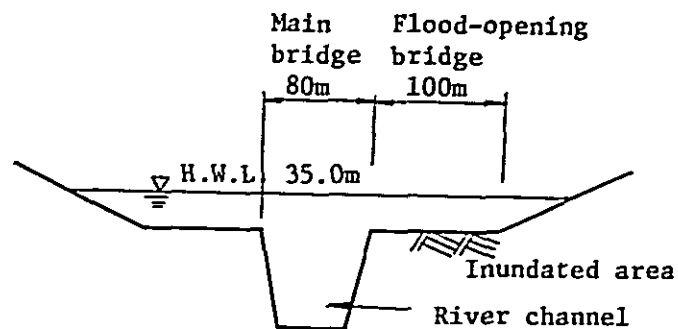 Main bridge
80m
Flood-opening bridge
100m
H.W.L. 35.0m
Inundated area
River channel